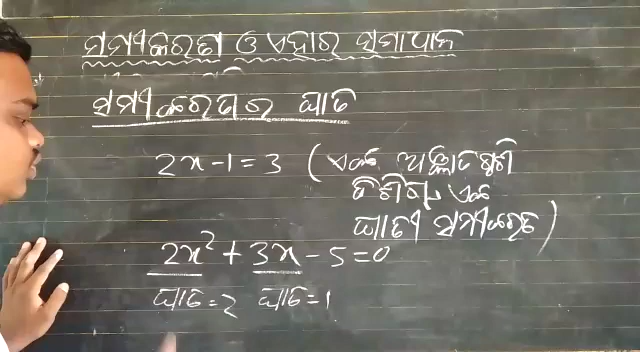 ସମୀକରଣ ଓ ଏହାର ସମାଧାନ
ସମୀକରଣର ଘାତ
2x - 1 = 3 (ଏକ ଅଜ୍ଞାତ ରାଶି
ବିଶିଷ୍ଟ ଏକ
ଘାତୀ ସମୀକରଣ)
2x² + 3x - 5 = 0
ଘାତ = 2 ଘାତ = 1